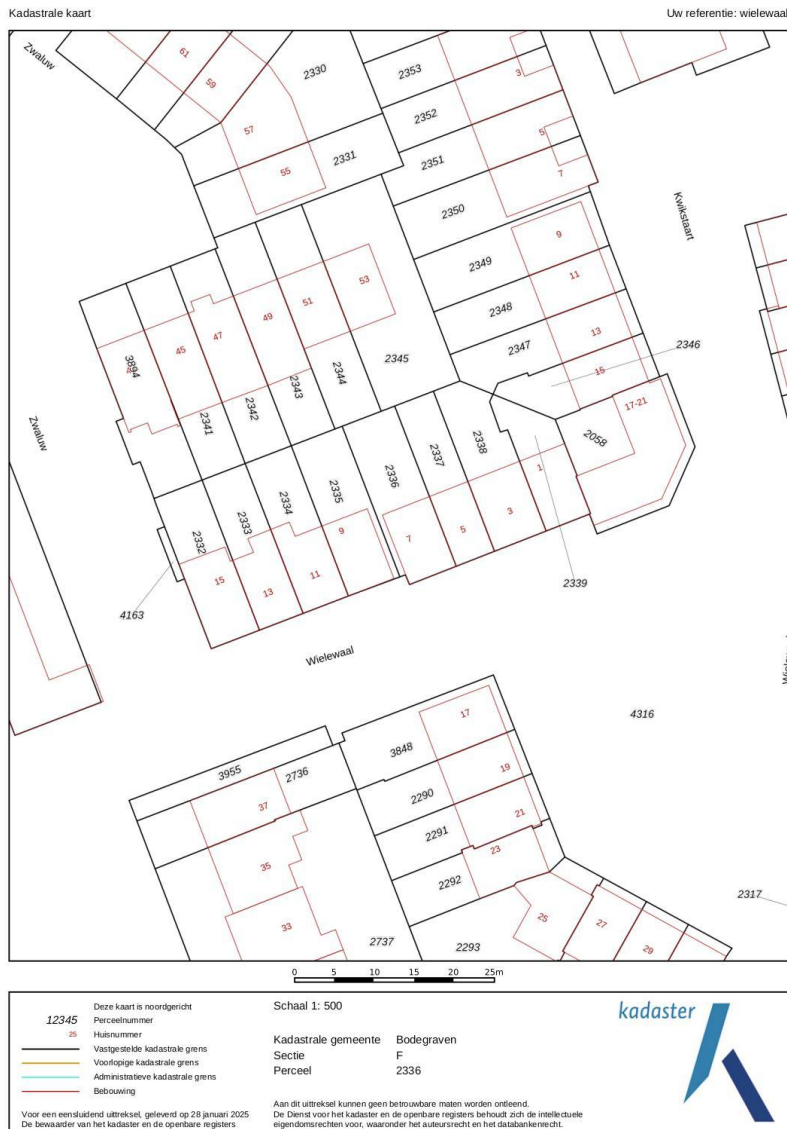 Kadastrale kaart
Uw referentie: wielewaal
Zwaluw
61
59
57
55
2330
2331
2353
2352
2351
2350
2349
2348
2347
2346
3
5
7
9
11
13
15
17-21
Kwikstaart
45
47
49
51
53
3894
2341
2342
2343
2344
2345
Zwaluw
2332
2333
2334
2335
2336
2337
2338
2058
2339
15
13
11
9
7
5
3
1
4163
Wielewaal
4316
3955
2736
3848
2290
2291
2292
2293
2737
2317
17
19
21
23
25
27
29
37
35
33
0 5 10 15 20 25m
Deze kaart is noordgericht
12345 Perceelnummer
25 Huisnummer
Vastgestelde kadastrale grens
Voorlopige kadastrale grens
Administratieve kadastrale grens
Bebouwing
Voor een eensluidend uittreksel, geleverd op 28 januari 2025
De bewaarder van het kadaster en de openbare registers
Schaal 1: 500
Kadastrale gemeente Bodegraven
Sectie F
Perceel 2336
Aan dit uittreksel kunnen geen betrouwbare maten worden ontleend.
De Dienst voor het kadaster en de openbare registers behoudt zich de intellectuele
eigendomsrechten voor, waaronder het auteursrecht en het databankenrecht.
kadaster